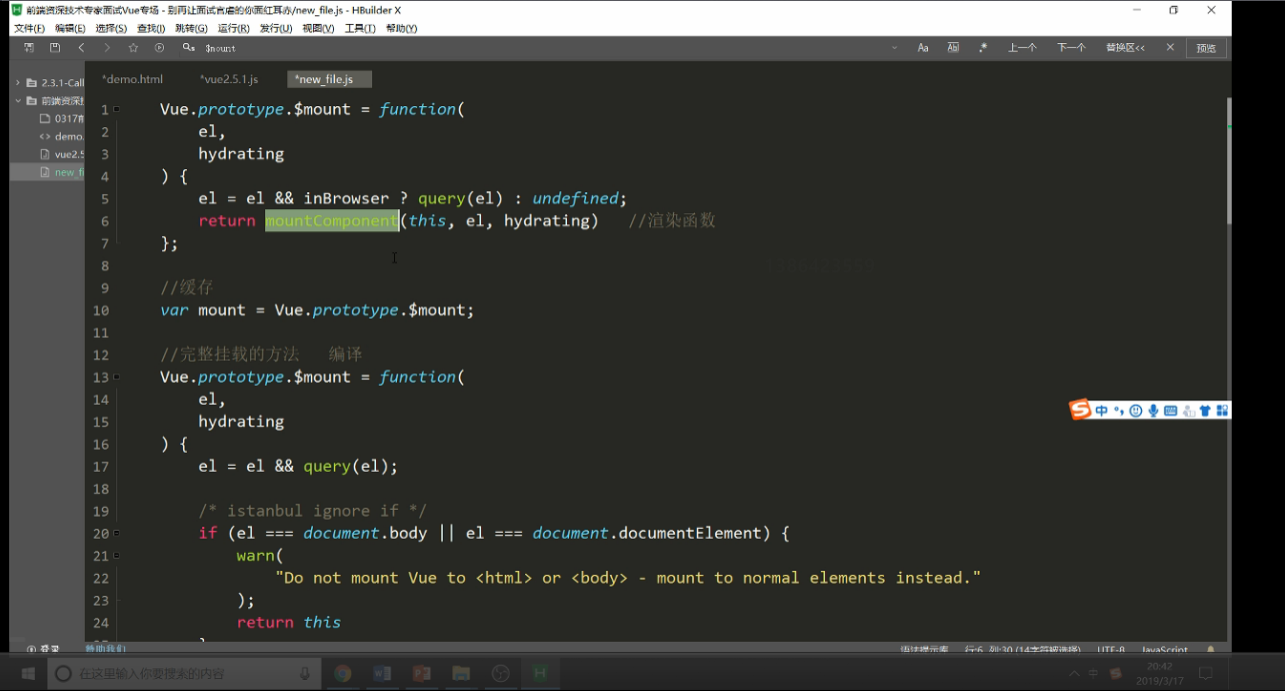 前端资深技术专家面试Vue专场 - 别再让面试官虐的你面红耳赤/new_file.js - HBuilder X
文件(F) 编辑(E) 选择(S) 查找(I) 跳转(G) 运行(R) 发行(U) 视图(V) 工具(T) 帮助(Y)
$mount
Aa 上一个 下一个 替换区<< 预览
*demo.html *vue2.5.1.js *new_file.js
2.3.1-Call
前端资深技
0317前
demo.
vue2.5
new_fi
1 Vue.prototype.$mount = function(
2 el,
3 hydrating
4 ) {
5 el = el && inBrowser ? query(el) : undefined;
6 return mountComponent(this, el, hydrating) //渲染函数
7 };
8
9 //缓存
10 var mount = Vue.prototype.$mount;
11
12 //完整挂载的方法 编译
13 Vue.prototype.$mount = function(
14 el,
15 hydrating
16 ) {
17 el = el && query(el);
18
19 /* istanbul ignore if */
20 if (el === document.body || el === document.documentElement) {
21 warn(
22 "Do not mount Vue to <html> or <body> - mount to normal elements instead."
23 );
24 return this
中
登录 赞助我们 语法提示库 行:6 列:30 (14字符被选择) UTF-8 JavaScript
在这里输入你要搜索的内容
中
20:42
2019/3/17